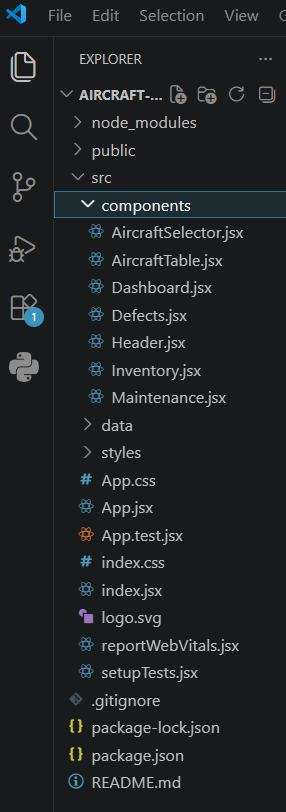 File Edit Selection View
EXPLORER
AIRCRAFT-...
node_modules
public
src
components
AircraftSelector.jsx
AircraftTable.jsx
Dashboard.jsx
Defects.jsx
Header.jsx
Inventory.jsx
Maintenance.jsx
data
styles
# App.css
App.jsx
App.test.jsx
# index.css
index.jsx
logo.svg
reportWebVitals.jsx
setupTests.jsx
.gitignore
{} package-lock.json
{} package.json
README.md
1